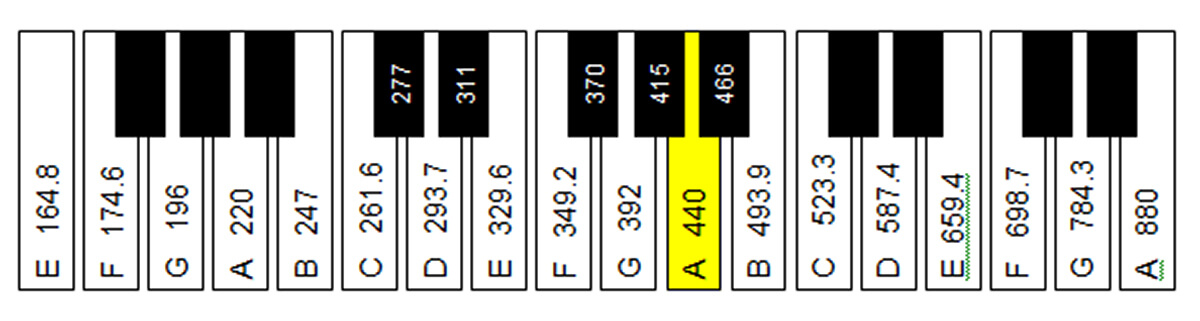 277
311
370
415
466
E 164.8
F 174.6
G 196
A 220
B 247
C 261.6
D 293.7
E 329.6
F 349.2
G 392
A 440
B 493.9
C 523.3
D 587.4
E 659.4
F 698.7
G 784.3
A 880